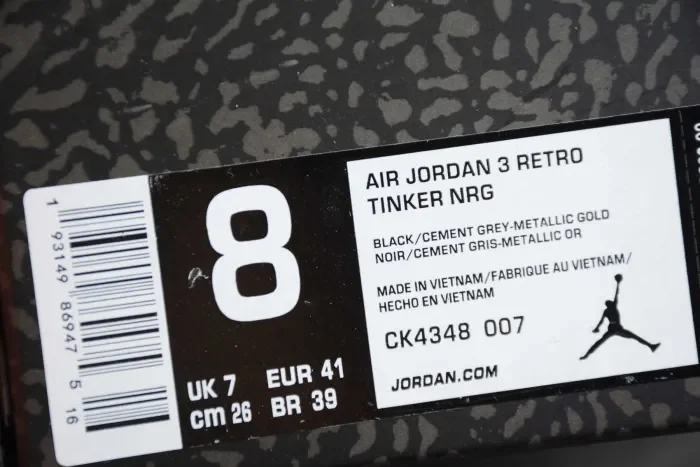 1 93149 86947 5 16
8
UK 7 EUR 41
cm 26 BR 39
AIR JORDAN 3 RETRO
TINKER NRG
BLACK/CEMENT GREY-METALLIC GOLD
NOIR/CEMENT GRIS-METALLIC OR
MADE IN VIETNAM/FABRIQUE AU VIETNAM/
HECHO EN VIETNAM
CK4348 007
JORDAN.COM